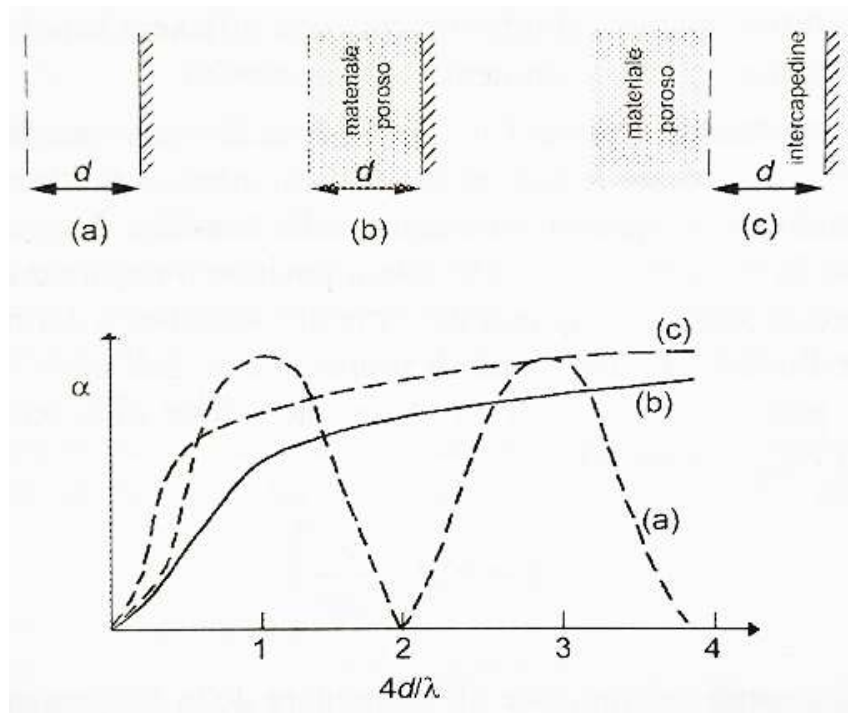 materiale
poroso
materiale
poroso
intercapedine
d
d
d
(a)
(b)
(c)
α
(c)
(b)
(a)
1
2
3
4
4d/λ